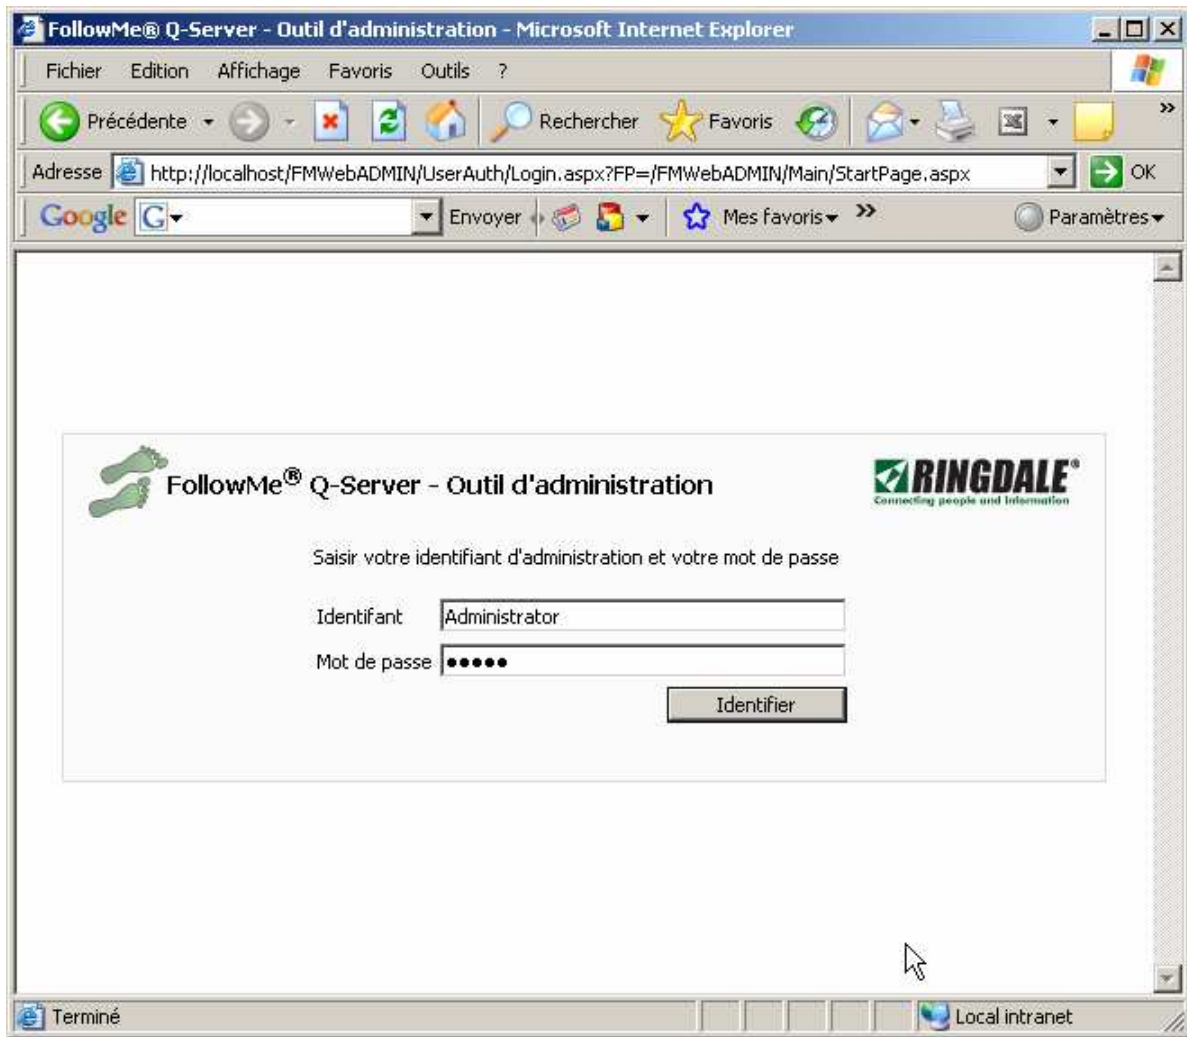 FollowMe® Q-Server - Outil d'administration - Microsoft Internet Explorer
Fichier Edition Affichage Favoris Outils ?
Précédente Rechercher Favoris »
Adresse http://localhost/FMWebADMIN/UserAuth/Login.aspx?FP=/FMWebADMIN/Main/StartPage.aspx OK
Google G Envoyer Mes favoris » Paramètres
FollowMe® Q-Server - Outil d'administration
RINGDALE®
Connecting people and Information
Saisir votre identifiant d'administration et votre mot de passe
Identifant Administrator
Mot de passe •••••
Identifier
Terminé Local intranet